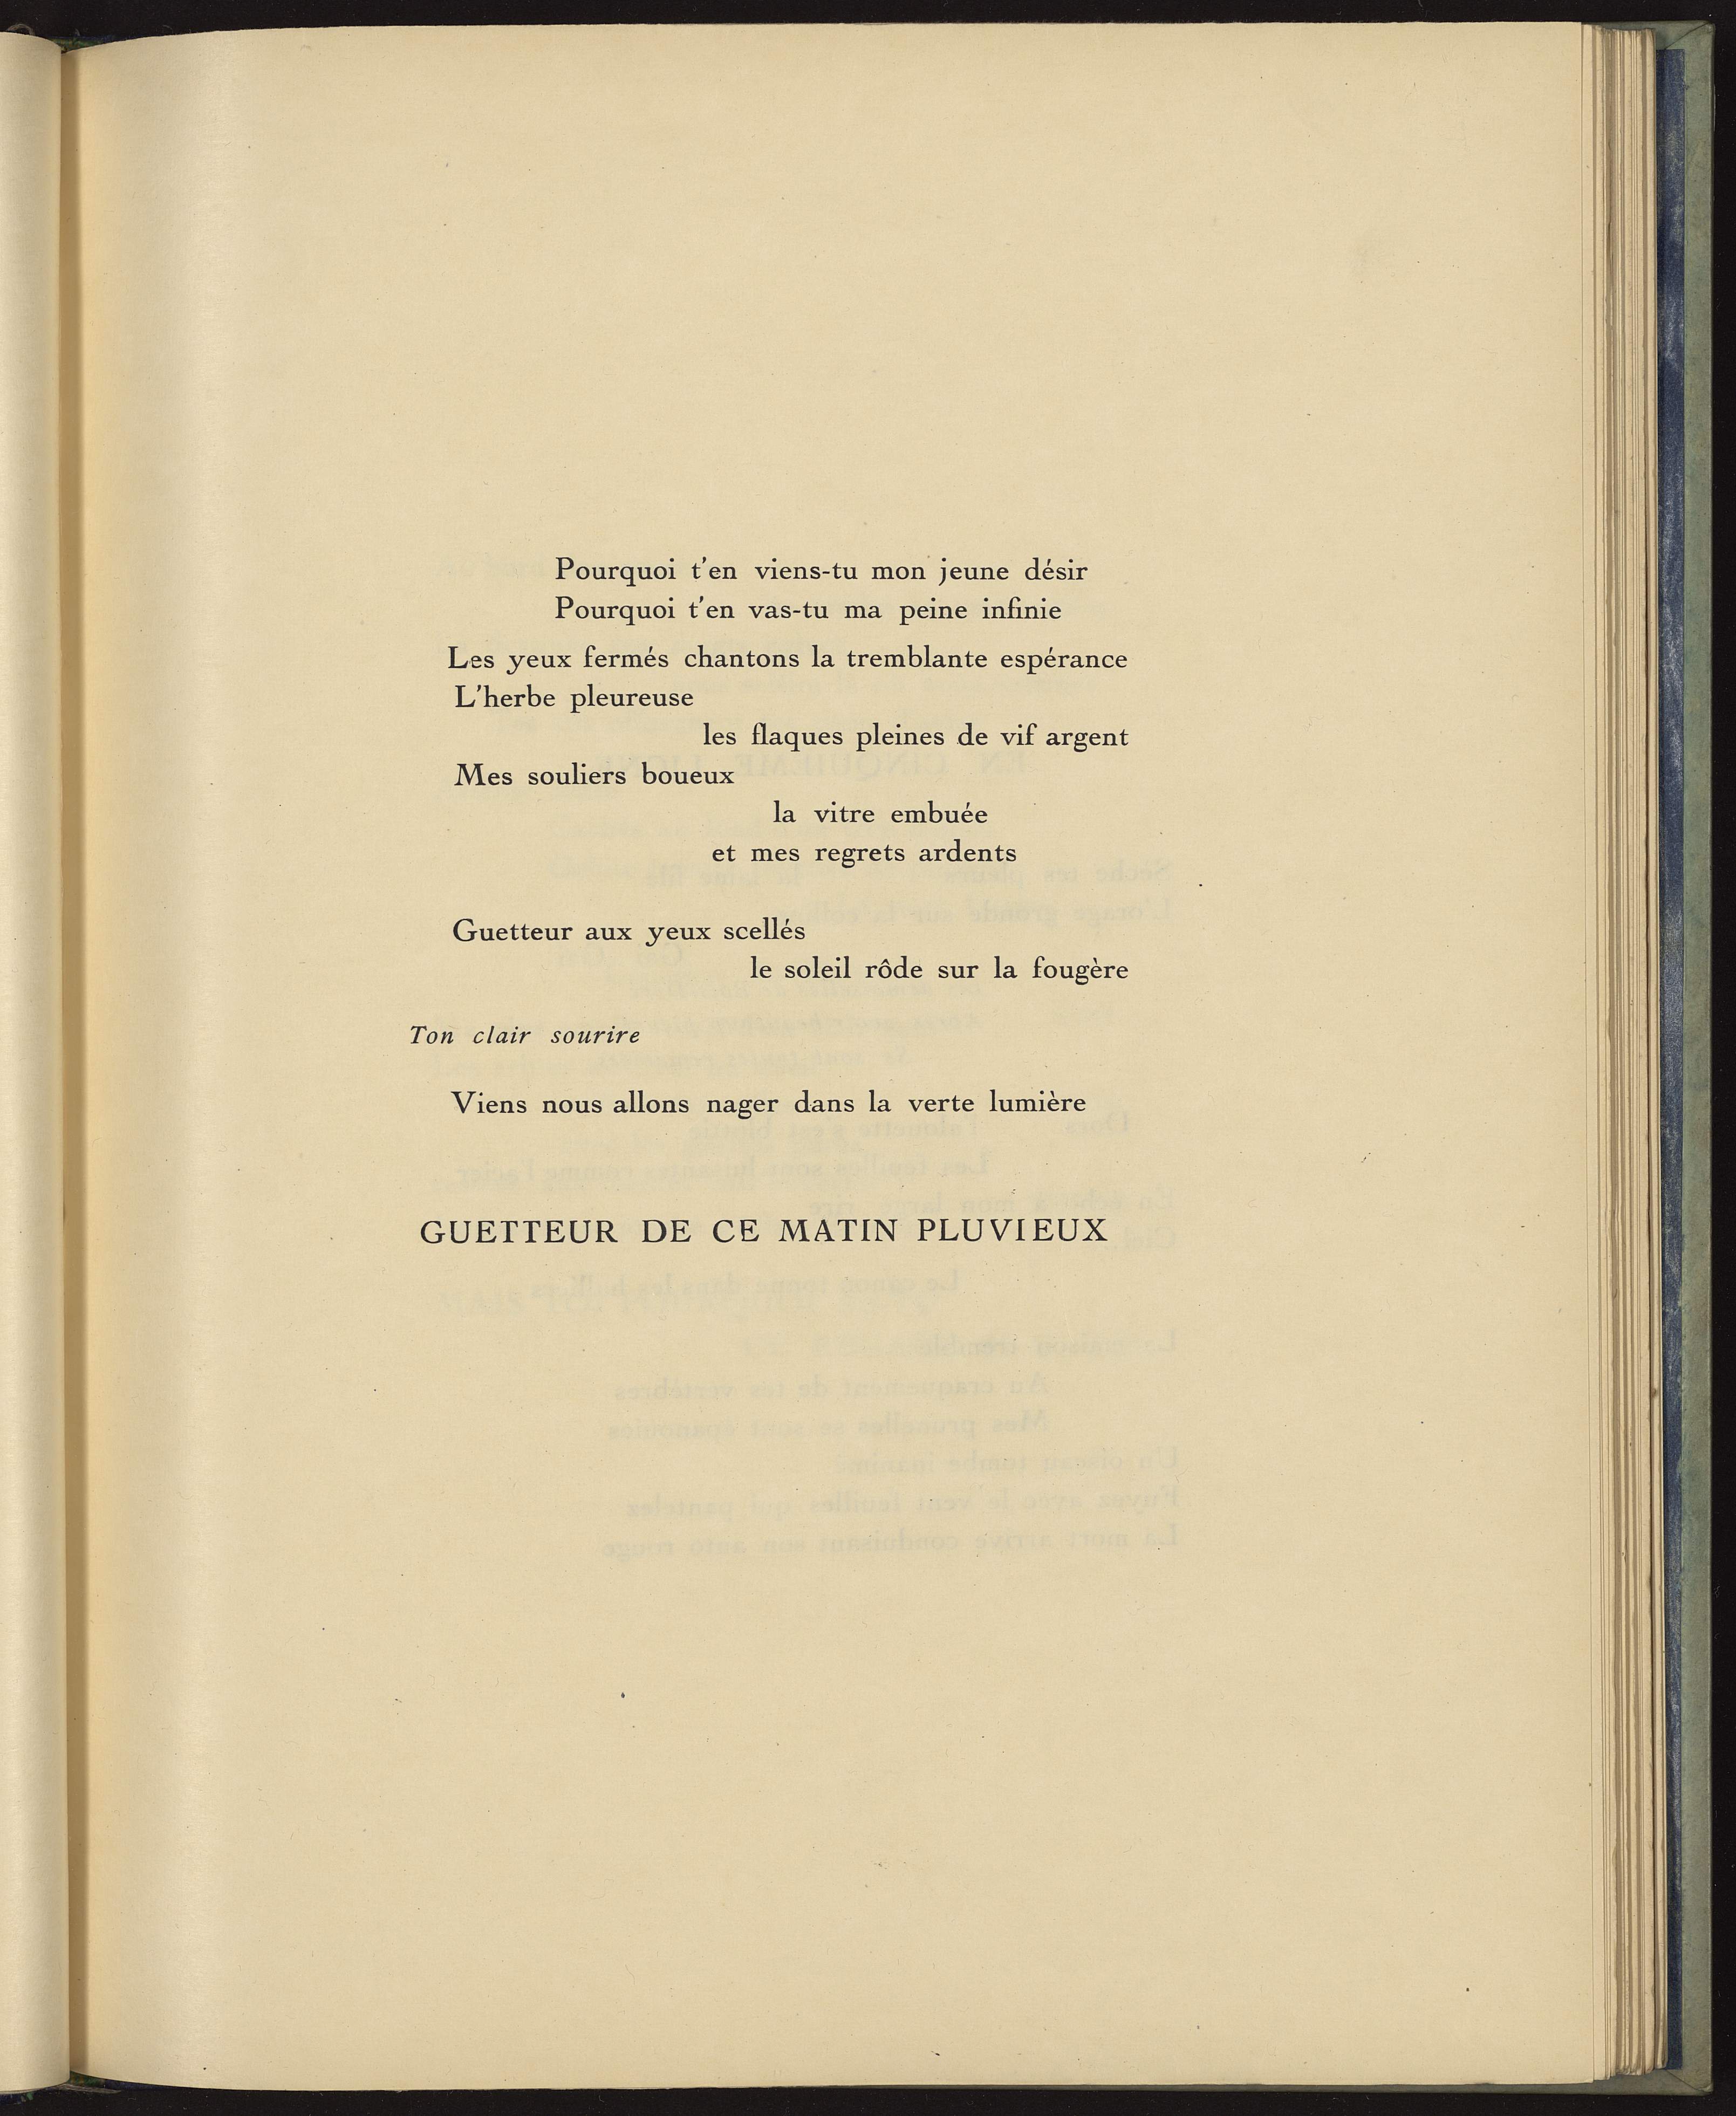 Pourquoi t'en viens-tu mon jeune désir
Pourquoi t'en vas-tu ma peine infinie
Les yeux fermés chantons la tremblante espérance
L'herbe pleureuse
les flaques pleines de vif argent
Mes souliers boueux
la vitre embuée
et mes regrets ardents
Guetteur aux yeux scellés
le soleil rôde sur la fougère
Ton clair sourire
Viens nous allons nager dans la verte lumière
GUETTEUR DE CE MATIN PLUVIEUX